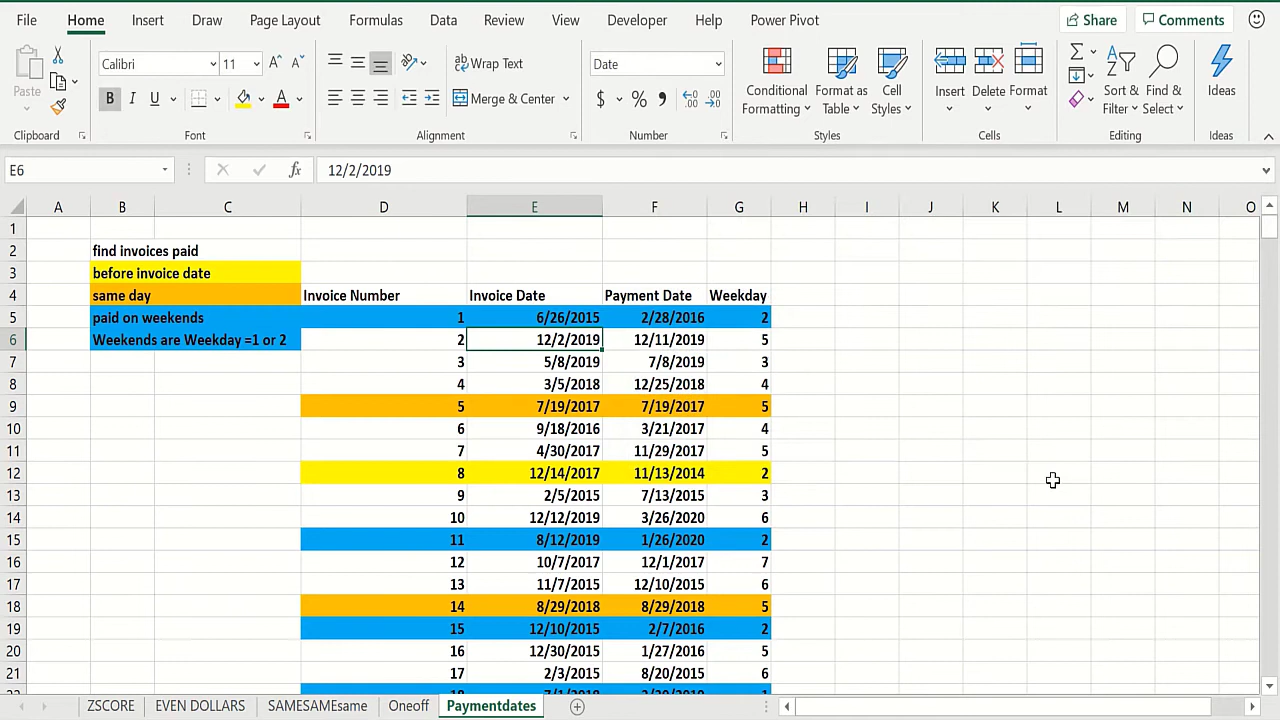 File Home Insert Draw Page Layout Formulas Data Review View Developer Help Power Pivot Share Comments
Calibri 11 Wrap Text Date
Paste B I U A Merge & Center $ % Conditional Formatting Format as Table Cell Styles Insert Delete Format Sort & Filter Find & Select Ideas
Clipboard Font Alignment Number Styles Cells Editing Ideas
E6 fx 12/2/2019
A B C D E F G H I J K L M N O
1
2 find invoices paid
3 before invoice date
4 same day Invoice Number Invoice Date Payment Date Weekday
5 paid on weekends 1 6/26/2015 2/28/2016 2
6 Weekends are Weekday =1 or 2 2 12/2/2019 12/11/2019 5
7 3 5/8/2019 7/8/2019 3
8 4 3/5/2018 12/25/2018 4
9 5 7/19/2017 7/19/2017 5
10 6 9/18/2016 3/21/2017 4
11 7 4/30/2017 11/29/2017 5
12 8 12/14/2017 11/13/2014 2
13 9 2/5/2015 7/13/2015 3
14 10 12/12/2019 3/26/2020 6
15 11 8/12/2019 1/26/2020 2
16 12 10/7/2017 12/1/2017 7
17 13 11/7/2015 12/10/2015 6
18 14 8/29/2018 8/29/2018 5
19 15 12/10/2015 2/7/2016 2
20 16 12/30/2015 1/27/2016 5
21 17 2/3/2015 8/20/2015 6
ZSCORE EVEN DOLLARS SAMESAMEsame Oneoff Paymentdates